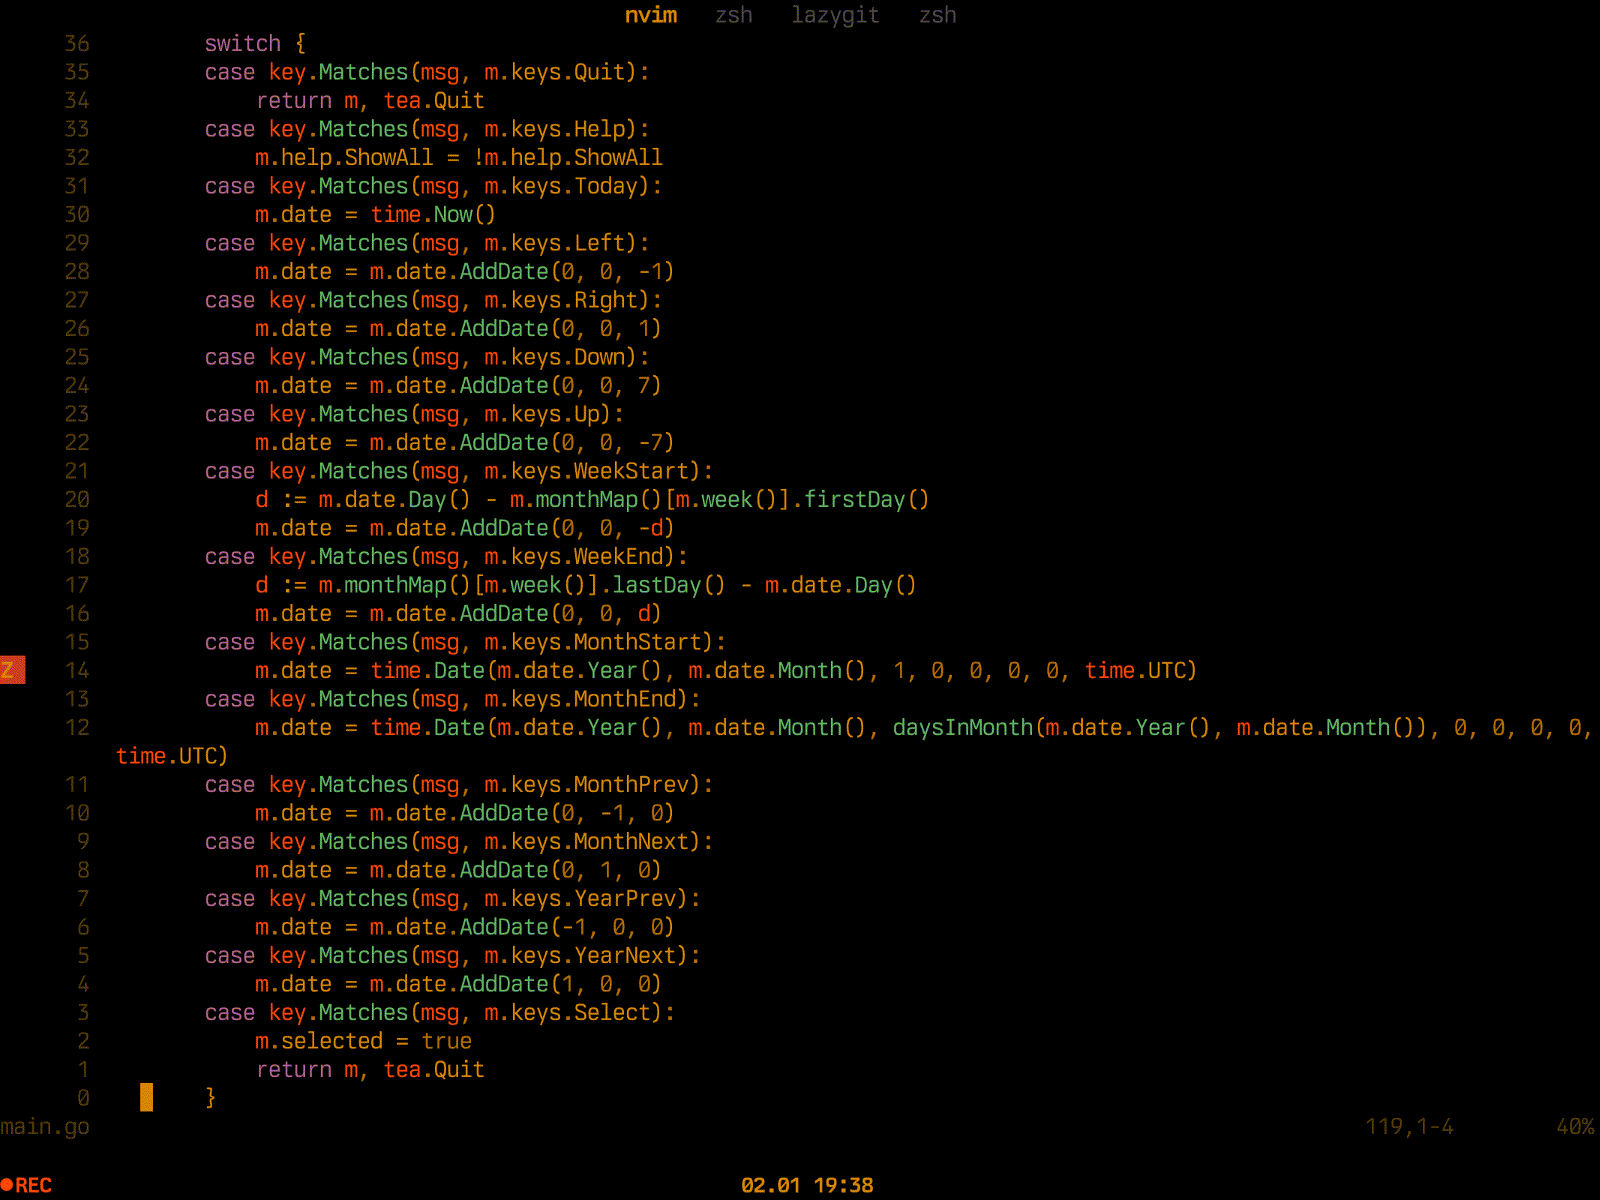 nvim zsh lazygit zsh
36 switch {
35 case key.Matches(msg, m.keys.Quit):
34 return m, tea.Quit
33 case key.Matches(msg, m.keys.Help):
32 m.help.ShowAll = !m.help.ShowAll
31 case key.Matches(msg, m.keys.Today):
30 m.date = time.Now()
29 case key.Matches(msg, m.keys.Left):
28 m.date = m.date.AddDate(0, 0, -1)
27 case key.Matches(msg, m.keys.Right):
26 m.date = m.date.AddDate(0, 0, 1)
25 case key.Matches(msg, m.keys.Down):
24 m.date = m.date.AddDate(0, 0, 7)
23 case key.Matches(msg, m.keys.Up):
22 m.date = m.date.AddDate(0, 0, -7)
21 case key.Matches(msg, m.keys.WeekStart):
20 d := m.date.Day() - m.monthMap()[m.week()].firstDay()
19 m.date = m.date.AddDate(0, 0, -d)
18 case key.Matches(msg, m.keys.WeekEnd):
17 d := m.monthMap()[m.week()].lastDay() - m.date.Day()
16 m.date = m.date.AddDate(0, 0, d)
15 case key.Matches(msg, m.keys.MonthStart):
Z 14 m.date = time.Date(m.date.Year(), m.date.Month(), 1, 0, 0, 0, 0, time.UTC)
13 case key.Matches(msg, m.keys.MonthEnd):
12 m.date = time.Date(m.date.Year(), m.date.Month(), daysInMonth(m.date.Year(), m.date.Month()), 0, 0, 0, 0,
time.UTC)
11 case key.Matches(msg, m.keys.MonthPrev):
10 m.date = m.date.AddDate(0, -1, 0)
9 case key.Matches(msg, m.keys.MonthNext):
8 m.date = m.date.AddDate(0, 1, 0)
7 case key.Matches(msg, m.keys.YearPrev):
6 m.date = m.date.AddDate(-1, 0, 0)
5 case key.Matches(msg, m.keys.YearNext):
4 m.date = m.date.AddDate(1, 0, 0)
3 case key.Matches(msg, m.keys.Select):
2 m.selected = true
1 return m, tea.Quit
0 }
main.go 119,1-4 40%
●REC 02.01 19:38